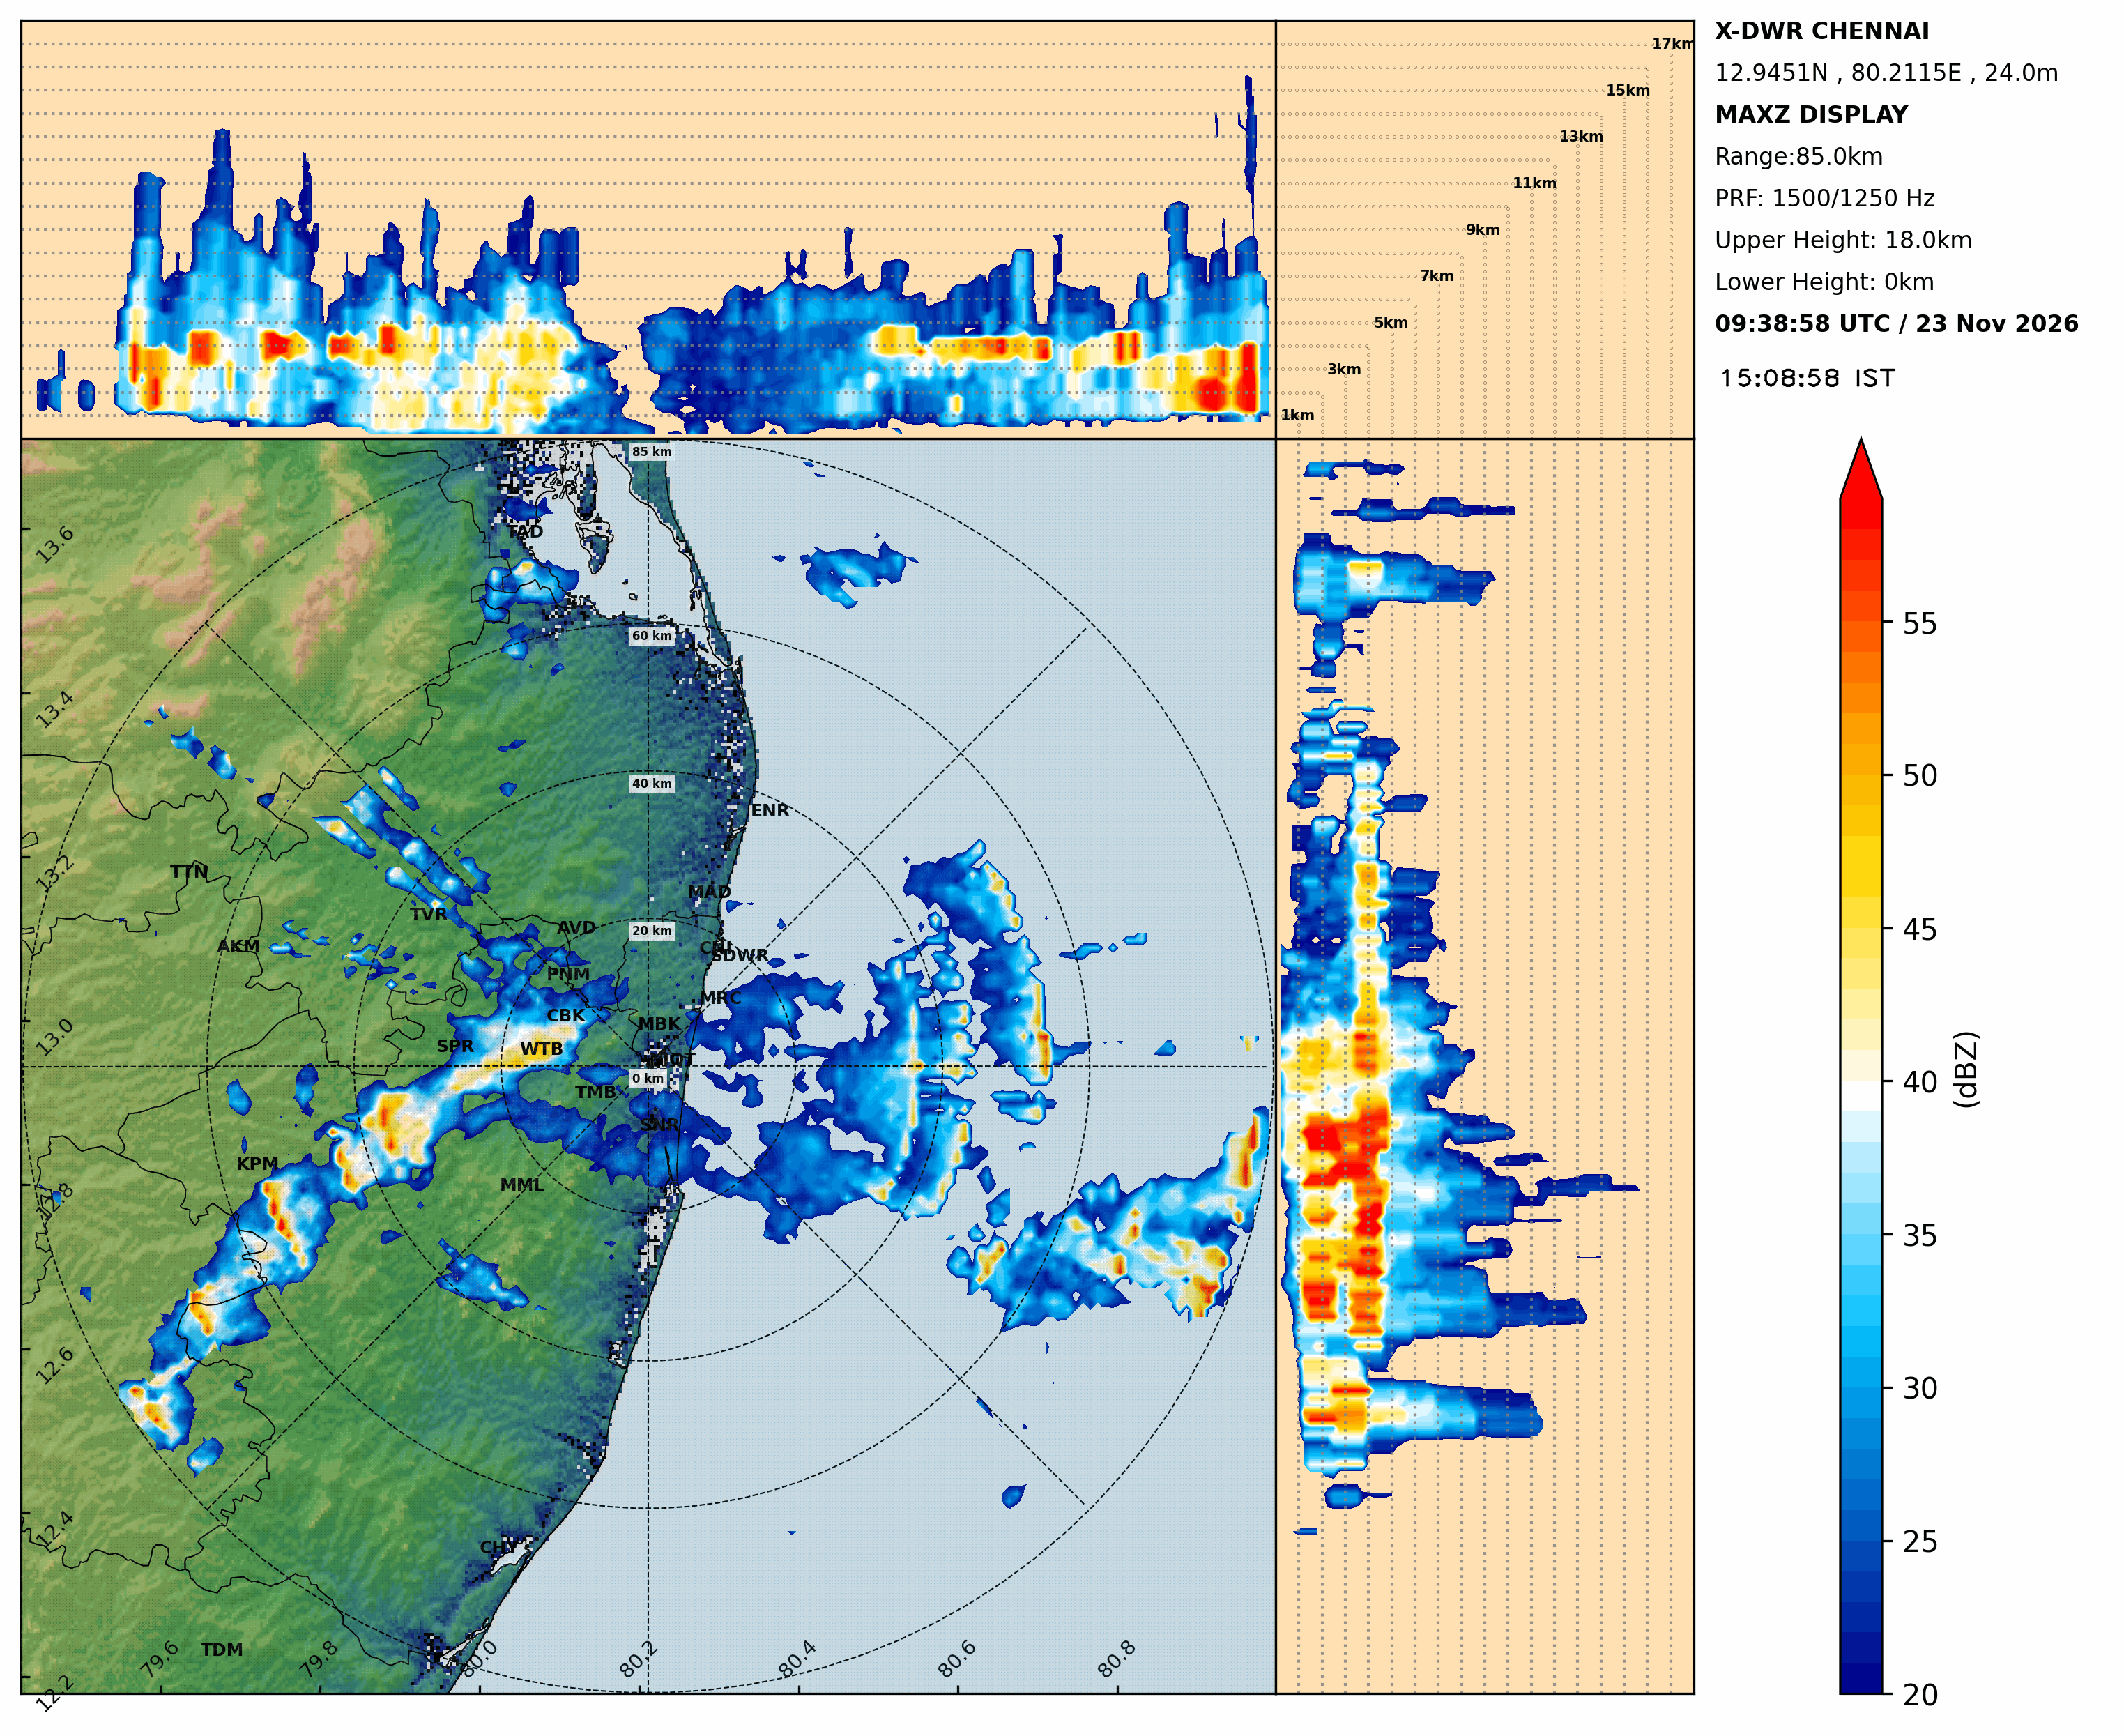 X-DWR CHENNAI
12.9451N , 80.2115E , 24.0m
MAXZ DISPLAY
Range:85.0km
PRF: 1500/1250 Hz
Upper Height: 18.0km
Lower Height: 0km
09:38:58 UTC / 23 Nov 2026
15:08:58 IST
17km
15km
13km
11km
9km
7km
5km
3km
1km
85 km
TAD
13.6
60 km
13.4
40 km
ENR
13.2
TTN
MAD
TVR
AVD
20 km
AKM
CNI
SDWR
PNM
MRC
CBK
MBK
13.0
SPR
WTB
0 km
TMB
SNR
KPM
MML
12.8
12.6
12.4
CHY
TDM
12.2
79.6
79.8
80.0
80.2
80.4
80.6
80.8
55
50
45
40
35
30
25
20
(dBZ)